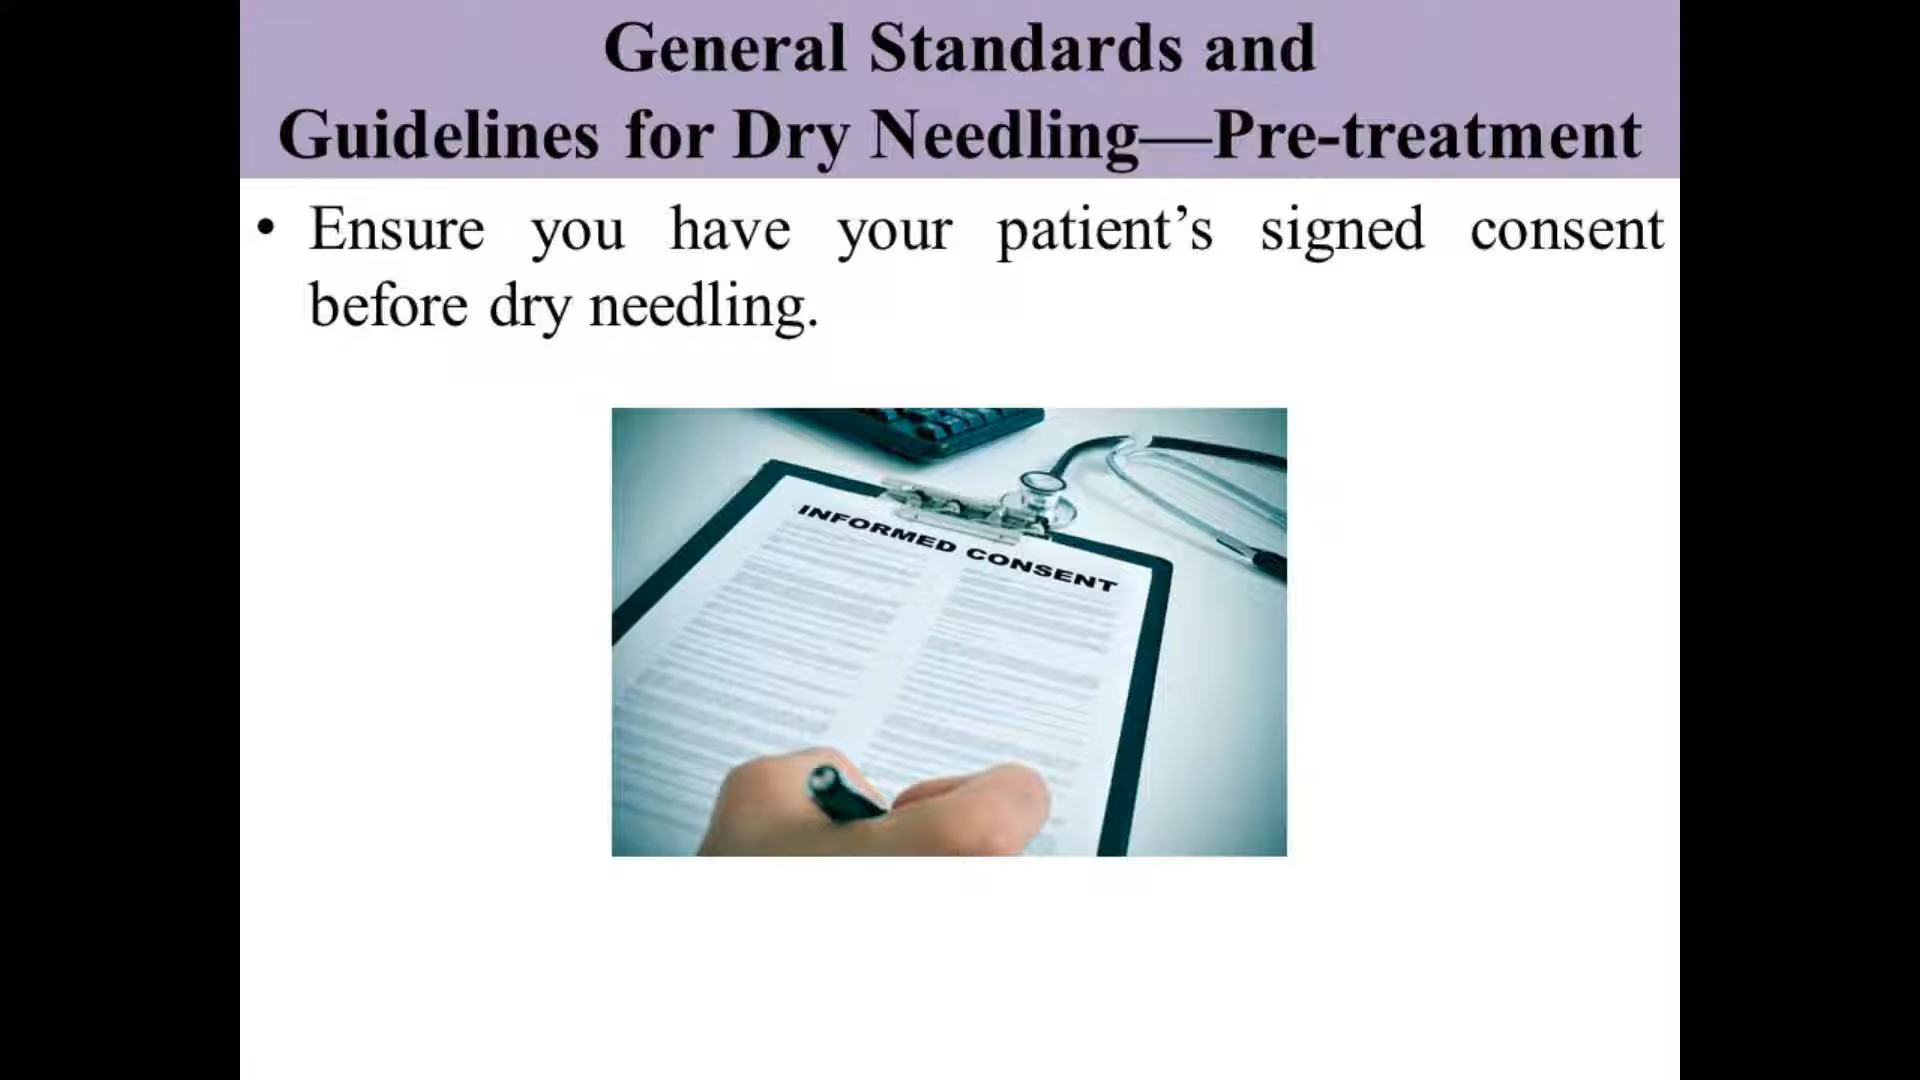 General Standards and
Guidelines for Dry Needling—Pre-treatment
• Ensure you have your patient’s signed consent
before dry needling.
INFORMED CONSENT